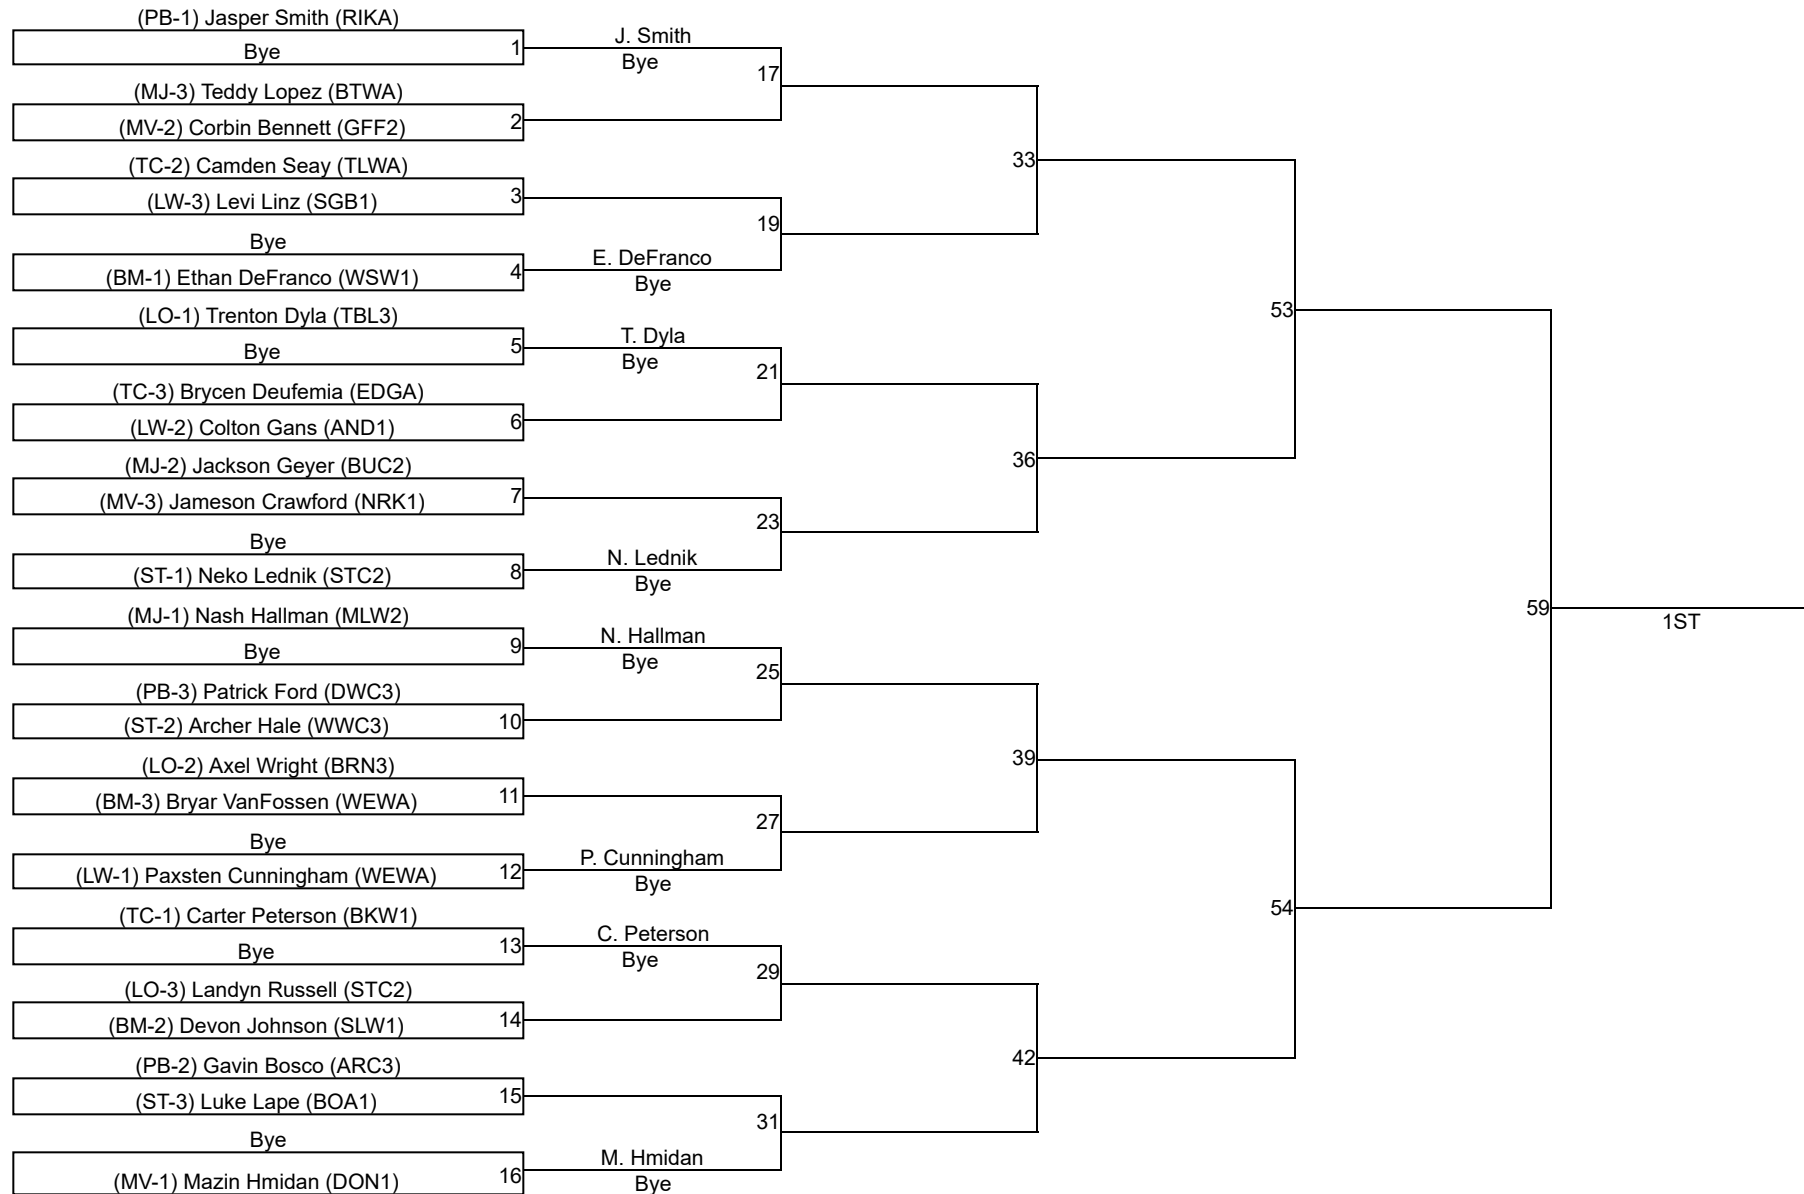 (PB-1) Jasper Smith (RIKA)
Bye
1
J. Smith
Bye
17
(MJ-3) Teddy Lopez (BTWA)
(MV-2) Corbin Bennett (GFF2)
2
33
(TC-2) Camden Seay (TLWA)
(LW-3) Levi Linz (SGB1)
3
19
Bye
(BM-1) Ethan DeFranco (WSW1)
4
E. DeFranco
Bye
53
(LO-1) Trenton Dyla (TBL3)
Bye
5
T. Dyla
Bye
21
(TC-3) Brycen Deufemia (EDGA)
(LW-2) Colton Gans (AND1)
6
36
(MJ-2) Jackson Geyer (BUC2)
(MV-3) Jameson Crawford (NRK1)
7
23
Bye
(ST-1) Neko Lednik (STC2)
8
N. Lednik
Bye
59
1ST
(MJ-1) Nash Hallman (MLW2)
Bye
9
N. Hallman
Bye
25
(PB-3) Patrick Ford (DWC3)
(ST-2) Archer Hale (WWC3)
10
39
(LO-2) Axel Wright (BRN3)
(BM-3) Bryar VanFossen (WEWA)
11
27
Bye
(LW-1) Paxsten Cunningham (WEWA)
12
P. Cunningham
Bye
54
(TC-1) Carter Peterson (BKW1)
Bye
13
C. Peterson
Bye
29
(LO-3) Landyn Russell (STC2)
(BM-2) Devon Johnson (SLW1)
14
42
(PB-2) Gavin Bosco (ARC3)
(ST-3) Luke Lape (BOA1)
15
31
Bye
(MV-1) Mazin Hmidan (DON1)
16
M. Hmidan
Bye